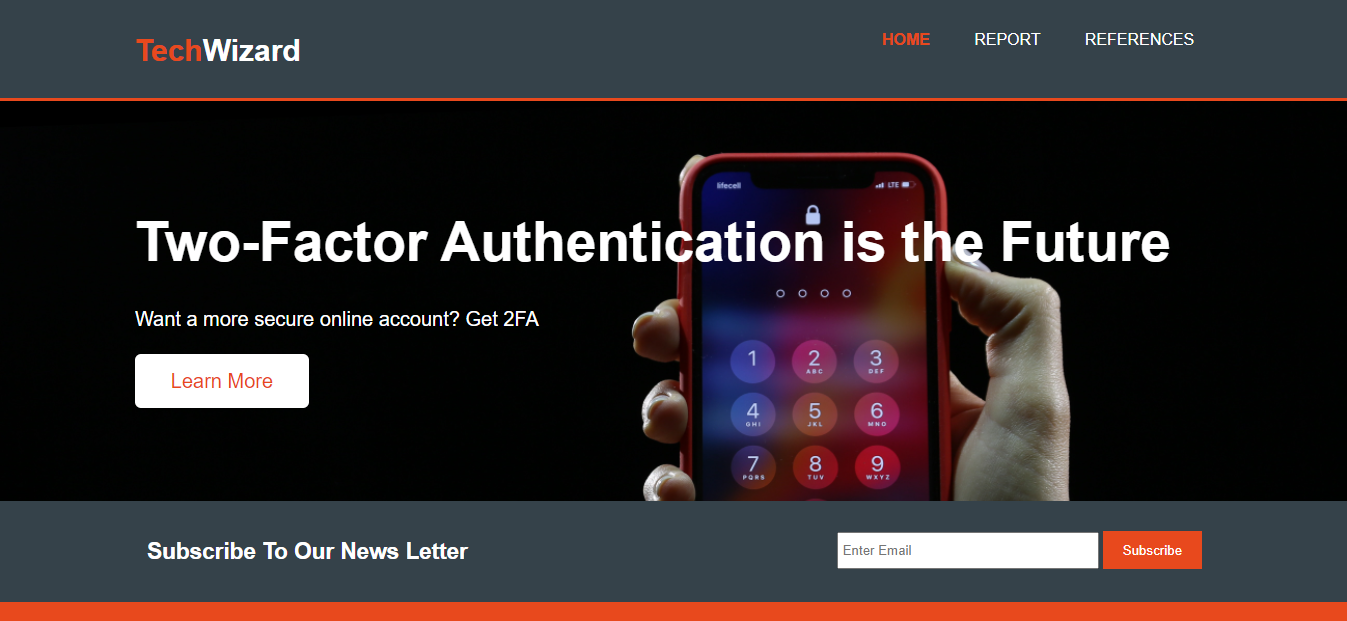 TechWizard
HOME REPORT REFERENCES
lifecell LTE
Two-Factor Authentication is the Future
Want a more secure online account? Get 2FA
Learn More
1 2 3
ABC DEF
4 5 6
GHI JKL MNO
7 8 9
PQRS TUV WXYZ
Subscribe To Our News Letter
Enter Email Subscribe